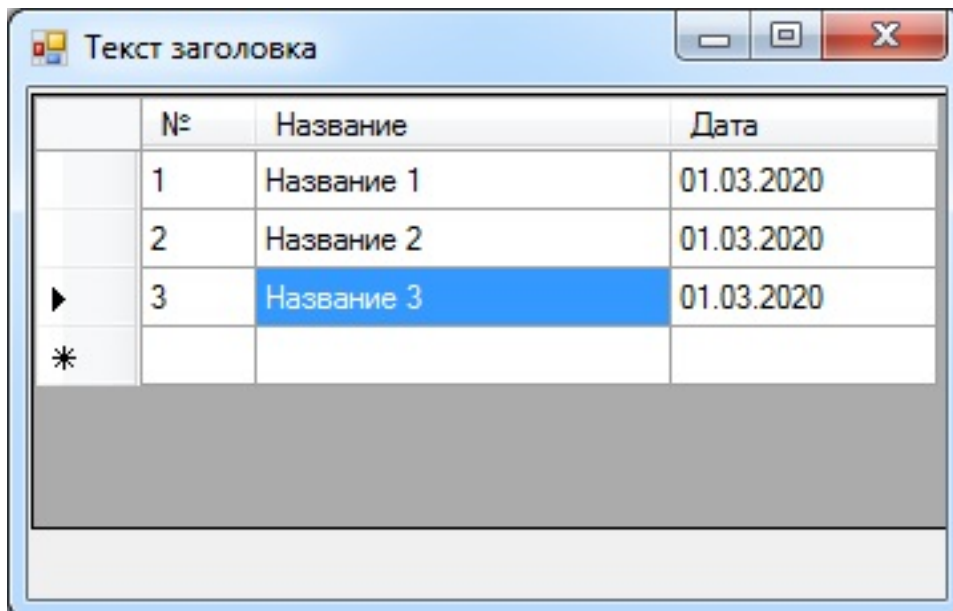 Текст заголовка
№ Название Дата
1 Название 1 01.03.2020
2 Название 2 01.03.2020
3 Название 3 01.03.2020